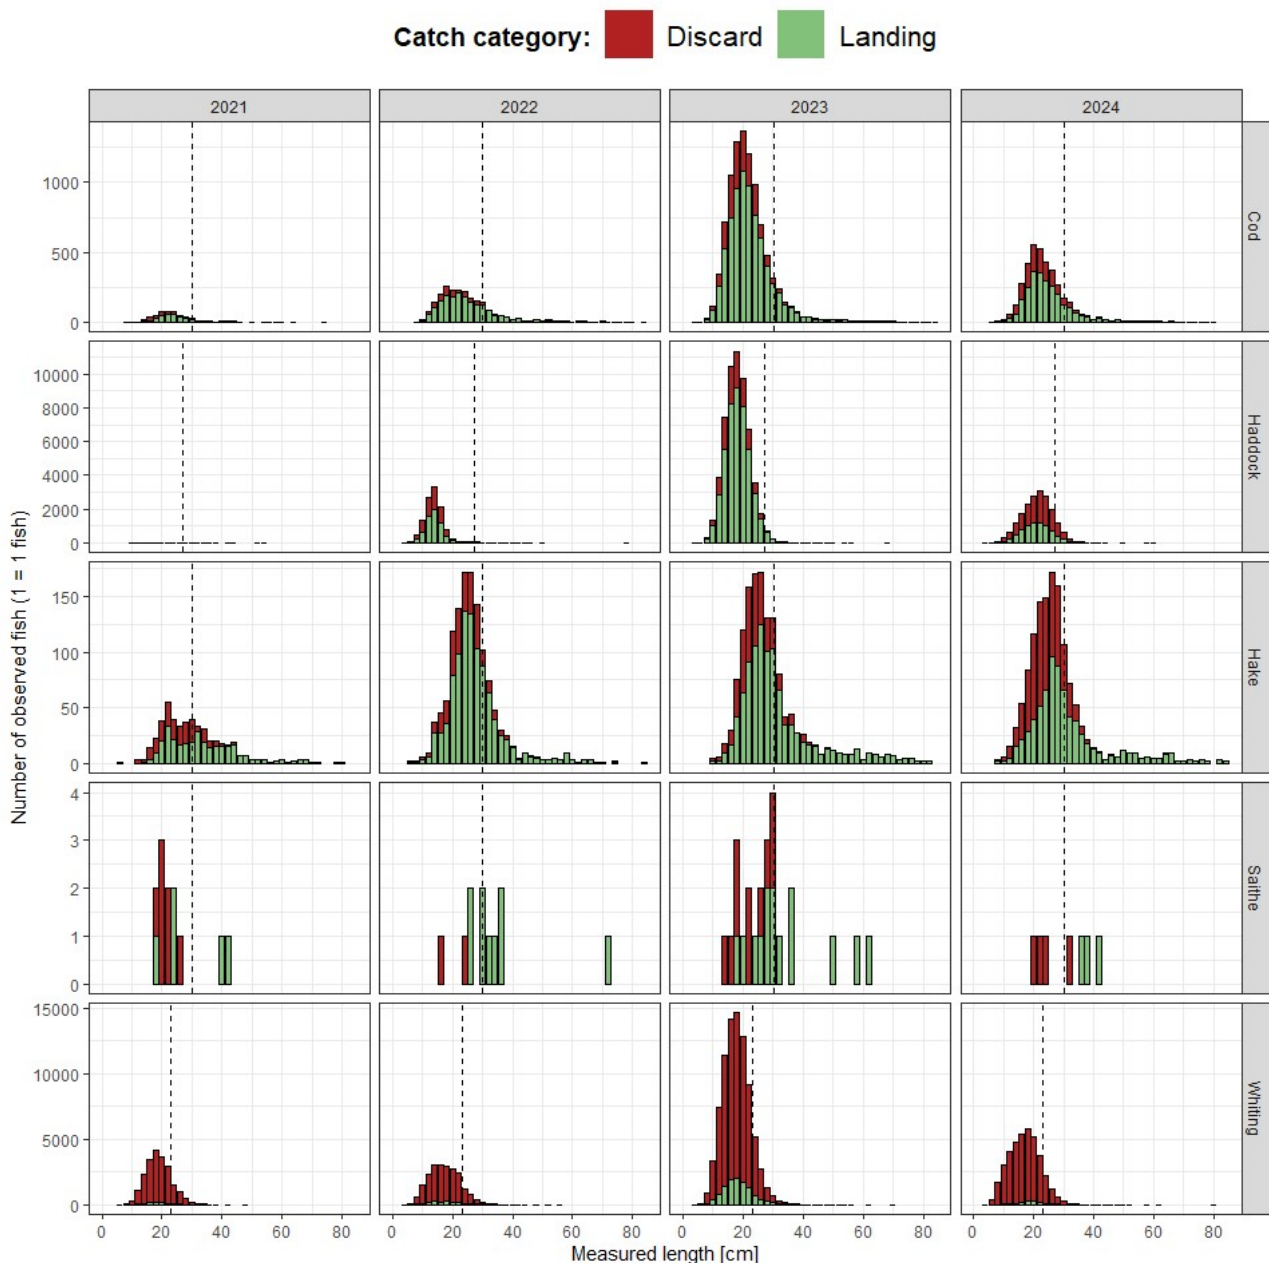 Catch category: Discard Landing
2021 2022 2023 2024
1000
500
0
Cod
10000
8000
6000
4000
2000
0
Haddock
150
100
50
0
Hake
4
3
2
1
0
Saithe
15000
10000
5000
0
Whiting
Number of observed fish (1 = 1 fish)
0 20 40 60 80 0 20 40 60 80 0 20 40 60 80 0 20 40 60 80
Measured length [cm]